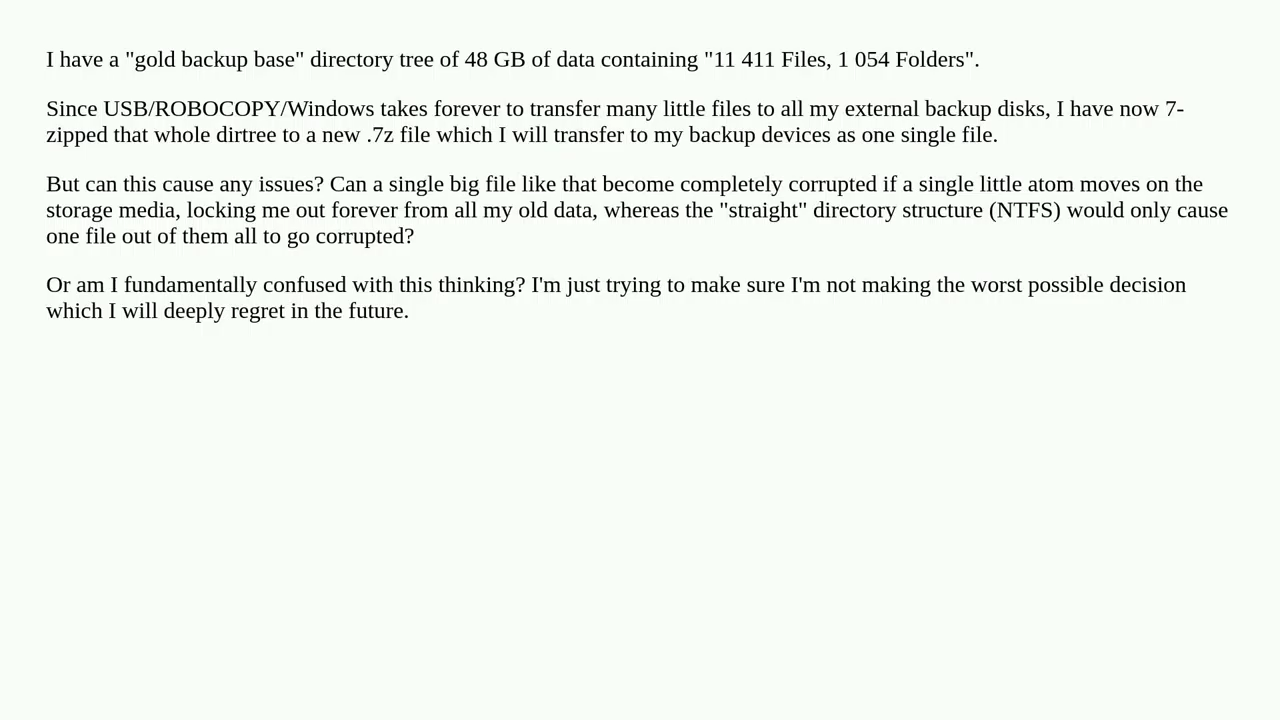 I have a "gold backup base" directory tree of 48 GB of data containing "11 411 Files, 1 054 Folders".
Since USB/ROBOCOPY/Windows takes forever to transfer many little files to all my external backup disks, I have now 7-
zipped that whole dirtree to a new .7z file which I will transfer to my backup devices as one single file.
But can this cause any issues? Can a single big file like that become completely corrupted if a single little atom moves on the
storage media, locking me out forever from all my old data, whereas the "straight" directory structure (NTFS) would only cause
one file out of them all to go corrupted?
Or am I fundamentally confused with this thinking? I'm just trying to make sure I'm not making the worst possible decision
which I will deeply regret in the future.